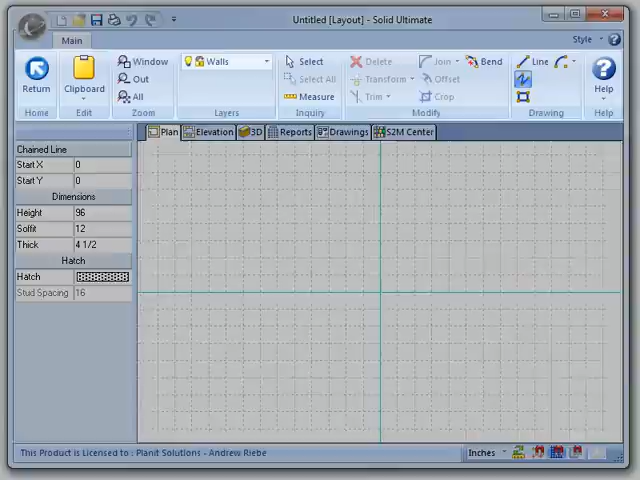 Untitled [Layout] - Solid Ultimate
Main
Style
Return
Home
Clipboard
Edit
Window
Out
All
Zoom
Walls
Layers
Select
Select All
Measure
Inquiry
Delete
Transform
Trim
Join
Offset
Crop
Bend
Modify
Line
Drawing
Help
Help
Plan
Elevation
3D
Reports
Drawings
S2M Center
Chained Line
Start X 0
Start Y 0
Dimensions
Height 96
Soffit 12
Thick 4 1/2
Hatch
Hatch
Stud Spacing 16
This Product is Licensed to : Planit Solutions - Andrew Riebe
Inches